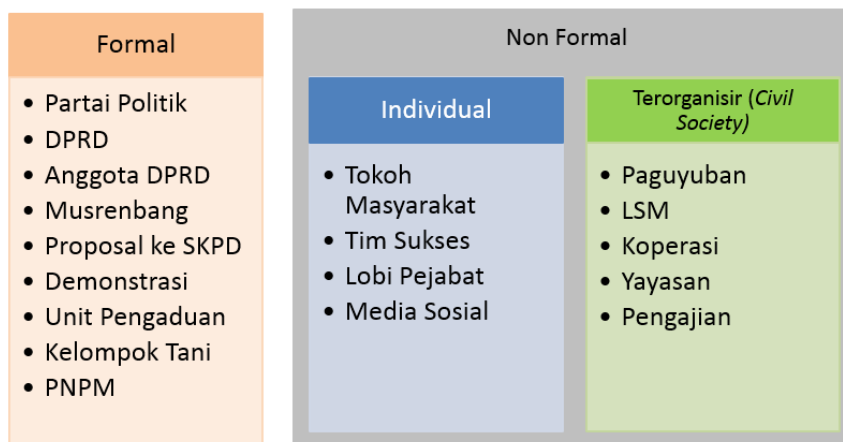 Formal
• Partai Politik
• DPRD
• Anggota DPRD
• Musrenbang
• Proposal ke SKPD
• Demonstrasi
• Unit Pengaduan
• Kelompok Tani
• PNPM
Non Formal
Individual
• Tokoh
Masyarakat
• Tim Sukses
• Lobi Pejabat
• Media Sosial
Terorganisir (Civil
Society)
• Paguyuban
• LSM
• Koperasi
• Yayasan
• Pengajian